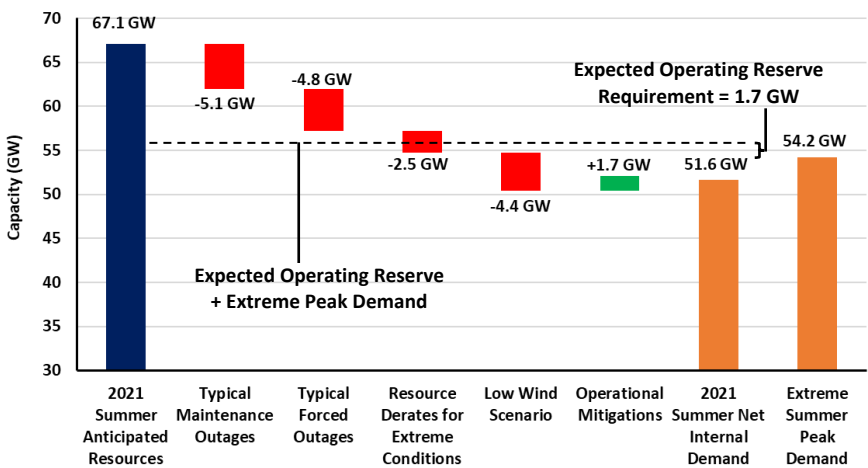 70
65
60
55
50
45
40
35
30
Capacity (GW)
67.1 GW
-5.1 GW
-4.8 GW
-2.5 GW
-4.4 GW
+1.7 GW
51.6 GW
54.2 GW
Expected Operating Reserve
Requirement = 1.7 GW
Expected Operating Reserve
+ Extreme Peak Demand
2021
Summer
Anticipated
Resources
Typical
Maintenance
Outages
Typical
Forced
Outages
Resource
Derates for
Extreme
Conditions
Low Wind
Scenario
Operational
Mitigations
2021
Summer Net
Internal
Demand
Extreme
Summer
Peak
Demand